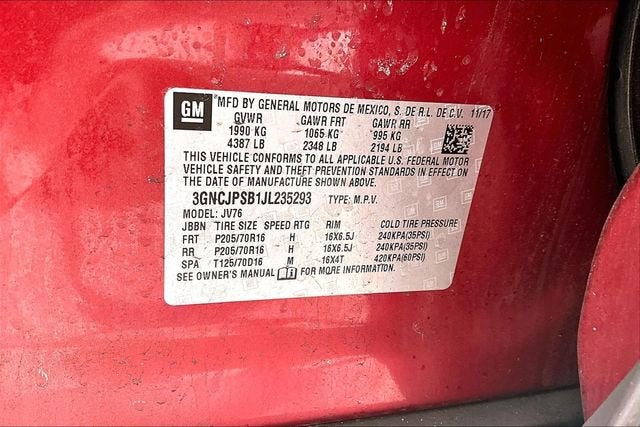 GM
MFD BY GENERAL MOTORS DE MEXICO, S. DE R.L. DE C.V. 11/17
GVWR GAWR FRT GAWR RR
1990 KG 1065 KG 995 KG
4387 LB 2348 LB 2194 LB
THIS VEHICLE CONFORMS TO ALL APPLICABLE U.S. FEDERAL MOTOR
VEHICLE SAFETY AND THEFT PREVENTION STANDARDS IN EFFECT ON
THE DATE OF MANUFACTURE SHOWN ABOVE.
3GNCJPSB1JL235293 TYPE: M.P.V.
MODEL: JV76
JBBN TIRE SIZE SPEED RTG RIM COLD TIRE PRESSURE
FRT P205/70R16 H 16X6.5J 240KPA(35PSI)
RR P205/70R16 H 16X6.5J 240KPA(35PSI)
SPA T125/70D16 M 16X4T 420KPA(60PSI)
SEE OWNER'S MANUAL FOR MORE INFORMATION.